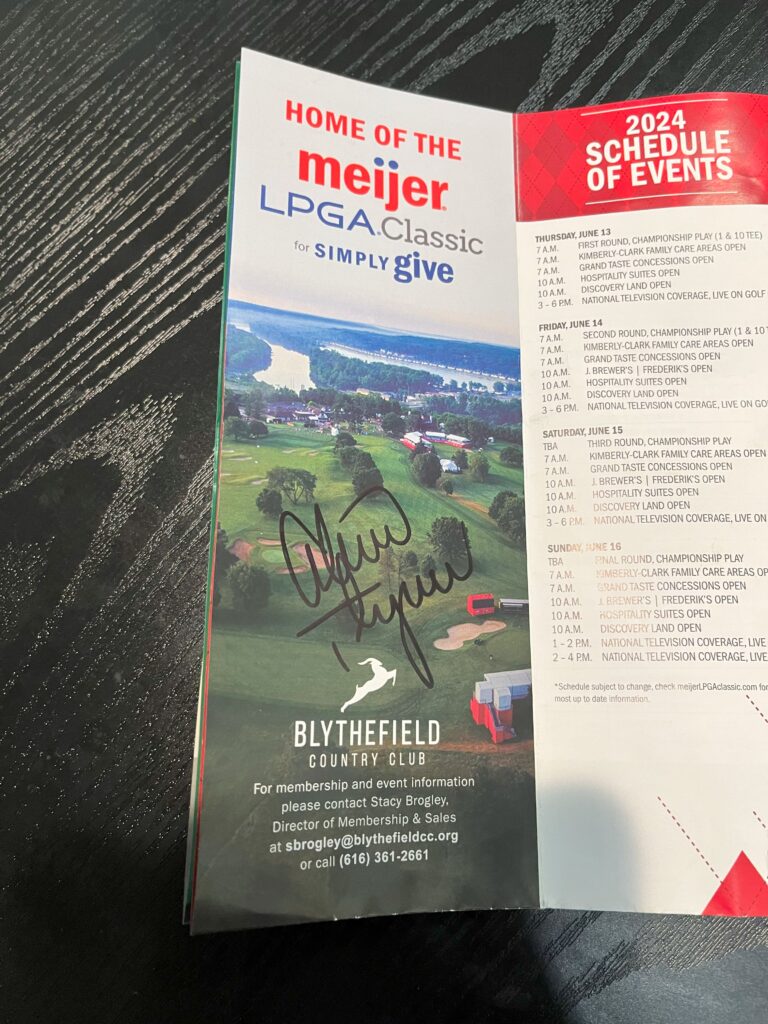 HOME OF THE
meijer
LPGA Classic
for SIMPLY give
BLYTHEFIELD
COUNTRY CLUB
For membership and event information
please contact Stacy Brogley,
Director of Membership & Sales
at sbrogley@blythefieldcc.org
or call (616) 361-2661
2024
SCHEDULE
OF EVENTS
THURSDAY, JUNE 13
7 A.M. FIRST ROUND, CHAMPIONSHIP PLAY (1 & 10 TEE)
7 A.M. KIMBERLY-CLARK FAMILY CARE AREAS OPEN
7 A.M. GRAND TASTE CONCESSIONS OPEN
10 A.M. HOSPITALITY SUITES OPEN
10 A.M. DISCOVERY LAND OPEN
3 – 6 P.M. NATIONAL TELEVISION COVERAGE, LIVE ON GOLF
FRIDAY, JUNE 14
7 A.M. SECOND ROUND, CHAMPIONSHIP PLAY (1 & 10
7 A.M. KIMBERLY-CLARK FAMILY CARE AREAS OPEN
7 A.M. GRAND TASTE CONCESSIONS OPEN
10 A.M. J. BREWER'S | FREDERIK'S OPEN
10 A.M. HOSPITALITY SUITES OPEN
10 A.M. DISCOVERY LAND OPEN
3 – 6 P.M. NATIONAL TELEVISION COVERAGE, LIVE ON
SATURDAY, JUNE 15
TBA THIRD ROUND, CHAMPIONSHIP PLAY
7 A.M. KIMBERLY-CLARK FAMILY CARE AREAS OPEN
7 A.M. GRAND TASTE CONCESSIONS OPEN
10 A.M. J. BREWER'S | FREDERIK'S OPEN
10 A.M. HOSPITALITY SUITES OPEN
10 A.M. DISCOVERY LAND OPEN
3 – 6 P.M. NATIONAL TELEVISION COVERAGE, LIVE ON
SUNDAY, JUNE 16
TBA FINAL ROUND, CHAMPIONSHIP PLAY
7 A.M. KIMBERLY-CLARK FAMILY CARE AREAS
7 A.M. GRAND TASTE CONCESSIONS OPEN
10 A.M. J. BREWER'S | FREDERIK'S OPEN
10 A.M. HOSPITALITY SUITES OPEN
10 A.M. DISCOVERY LAND OPEN
1 – 2 P.M. NATIONAL TELEVISION COVERAGE, LIVE
2 – 4 P.M. NATIONAL TELEVISION COVERAGE, LIVE
*Schedule subject to change, check meijerLPGAclassic.com for
most up to date information.